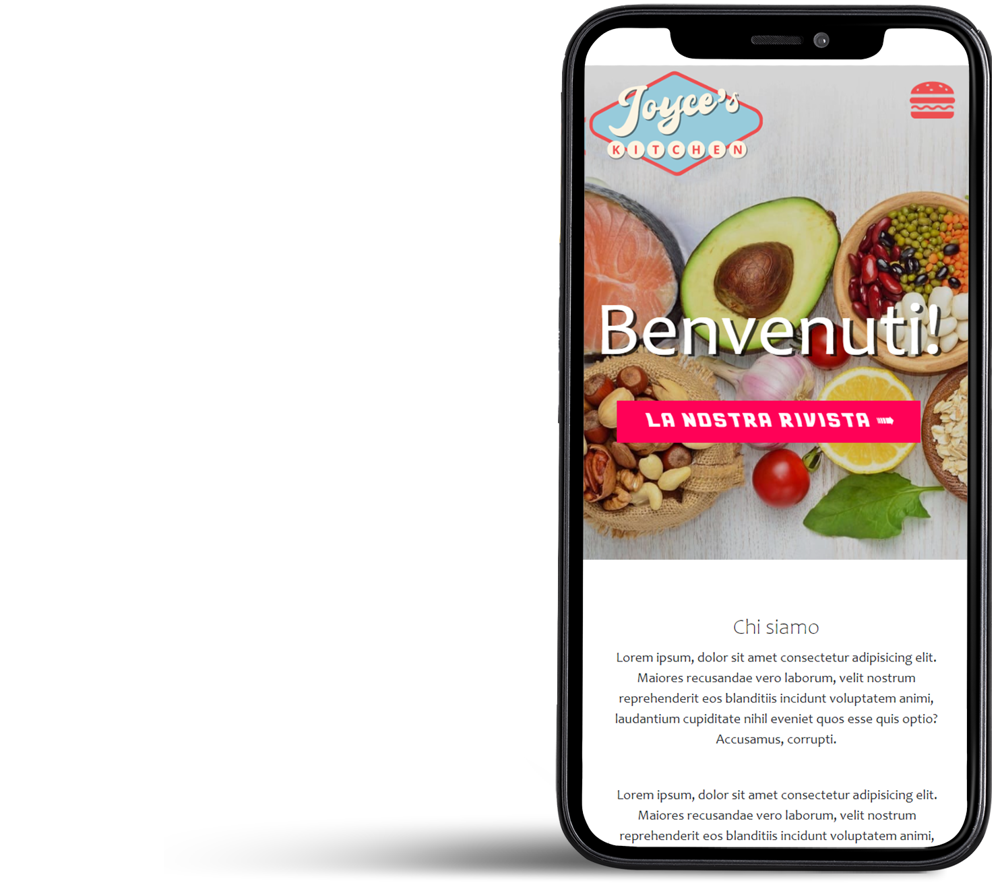 Joyce's
KITCHEN
Benvenuti!
LA NOSTRA RIVISTA
Chi siamo
Lorem ipsum, dolor sit amet consectetur adipisicing elit.
Maiores recusandae vero laborum, velit nostrum
reprehenderit eos blanditiis incidunt voluptatem animi,
laudantium cupiditate nihil eveniet quos esse quis optio?
Accusamus, corrupti.
Lorem ipsum, dolor sit amet consectetur adipisicing elit.
Maiores recusandae vero laborum, velit nostrum
reprehenderit eos blanditiis incidunt voluptatem animi,